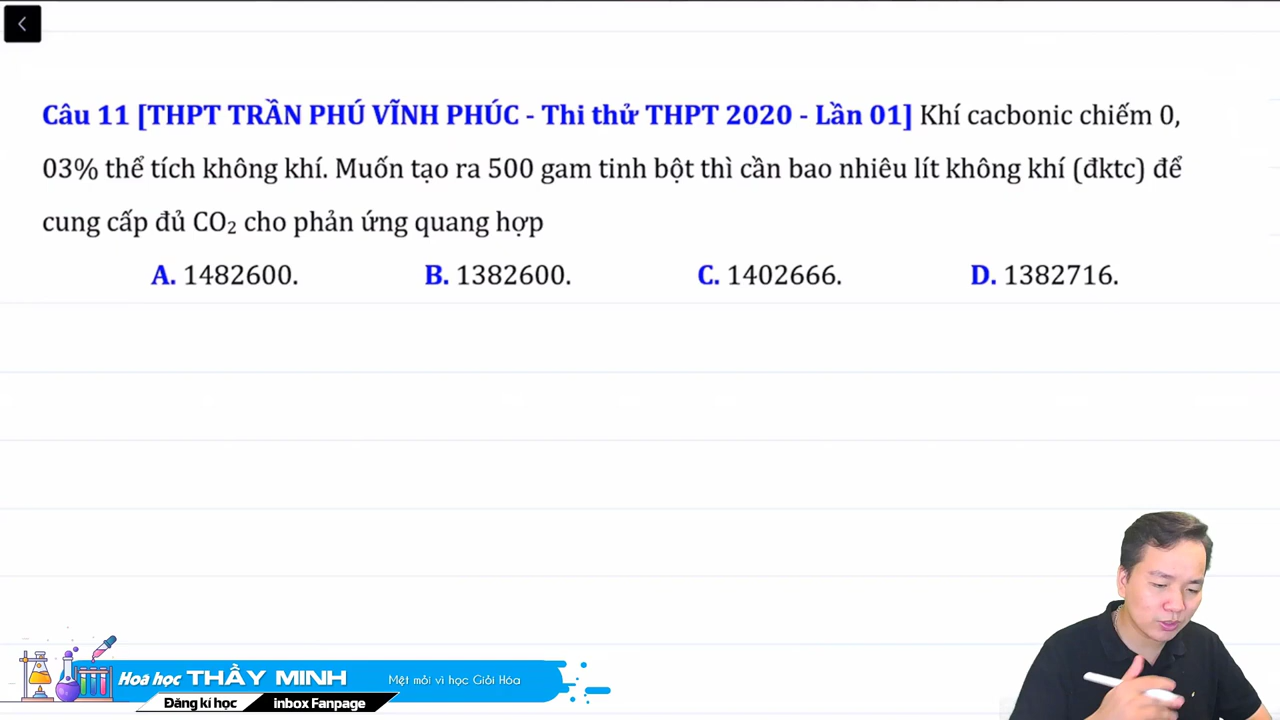 Câu 11 [THPT TRẦN PHÚ VĨNH PHÚC - Thi thử THPT 2020 - Lần 01] Khí cacbonic chiếm 0,
03% thể tích không khí. Muốn tạo ra 500 gam tinh bột thì cần bao nhiêu lít không khí (đktc) để
cung cấp đủ CO₂ cho phản ứng quang hợp
A. 1482600. B. 1382600. C. 1402666. D. 1382716.
Hoá học THẦY MINH Mệt mỏi vì học Giỏi Hóa
Đăng kí học inbox Fanpage